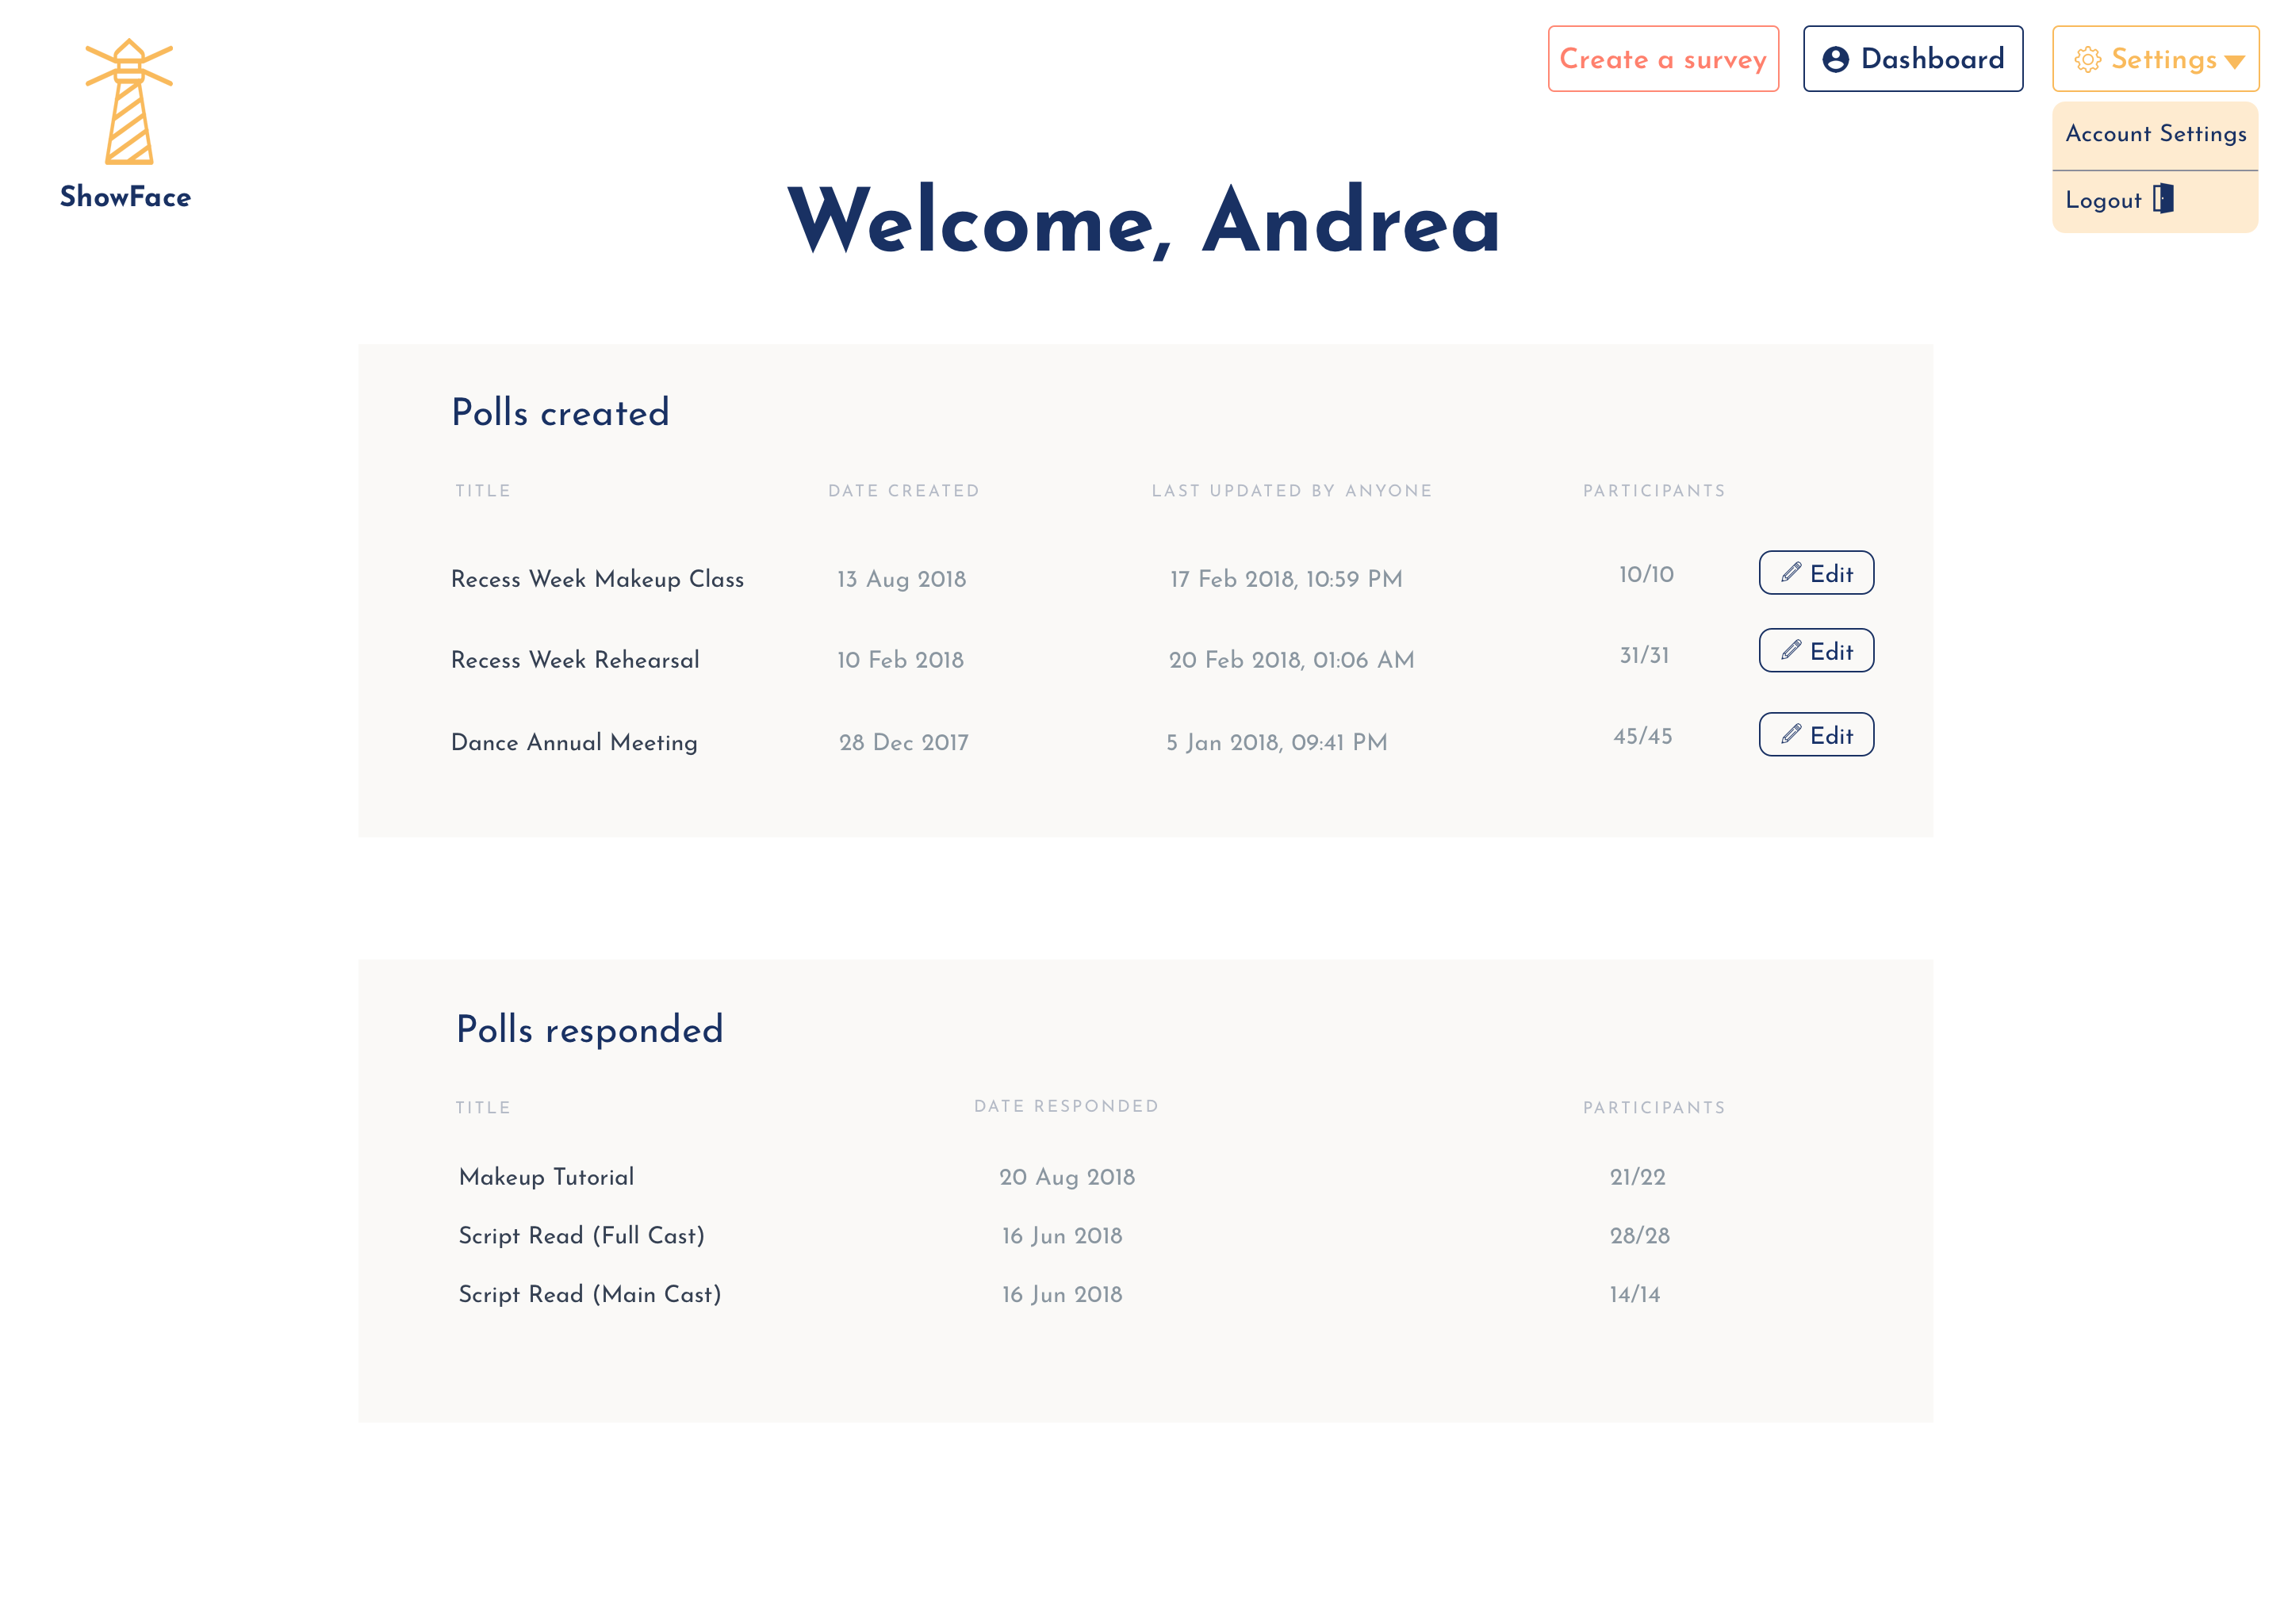 Create a survey
Dashboard
Settings
Account Settings
Logout
ShowFace
Welcome, Andrea
Polls created
TITLE DATE CREATED LAST UPDATED BY ANYONE PARTICIPANTS
Recess Week Makeup Class 13 Aug 2018 17 Feb 2018, 10:59 PM 10/10 Edit
Recess Week Rehearsal 10 Feb 2018 20 Feb 2018, 01:06 AM 31/31 Edit
Dance Annual Meeting 28 Dec 2017 5 Jan 2018, 09:41 PM 45/45 Edit
Polls responded
TITLE DATE RESPONDED PARTICIPANTS
Makeup Tutorial 20 Aug 2018 21/22
Script Read (Full Cast) 16 Jun 2018 28/28
Script Read (Main Cast) 16 Jun 2018 14/14